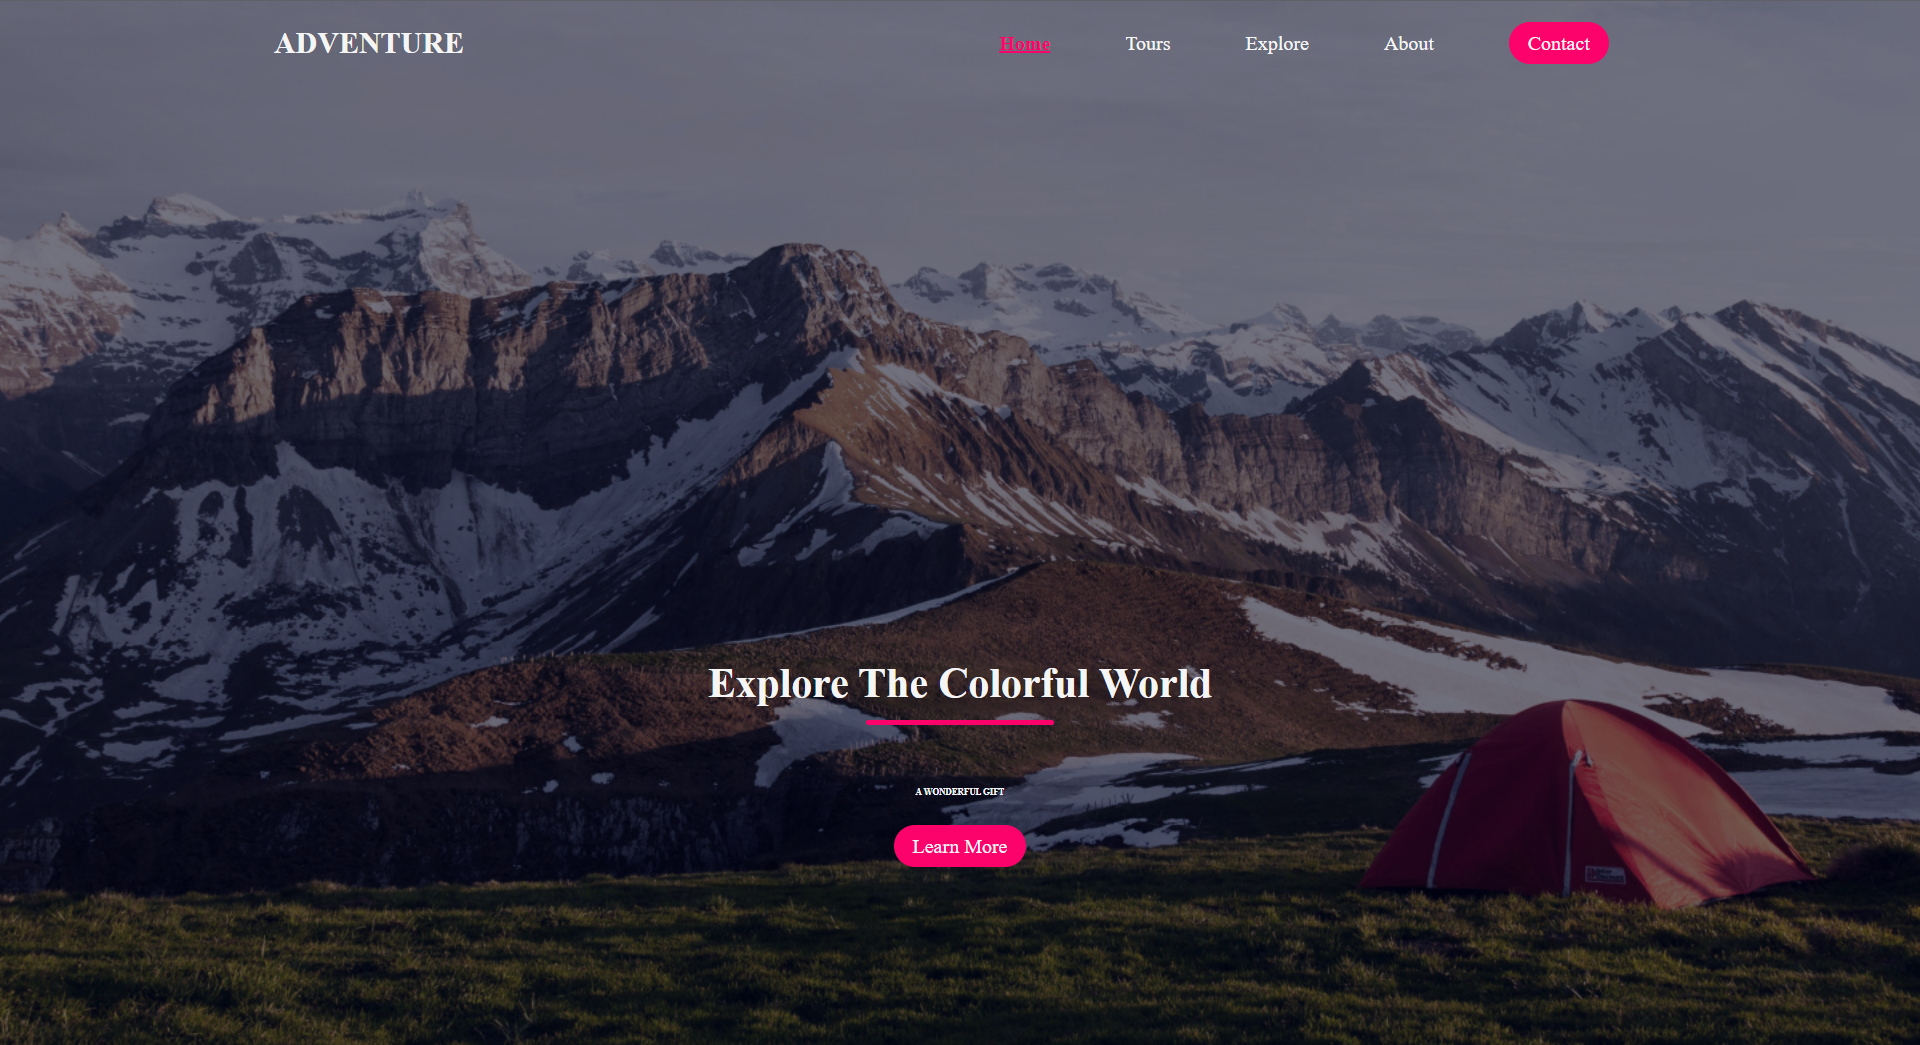 ADVENTURE
Home Tours Explore About Contact
Explore The Colorful World
A WONDERFUL GIFT
Learn More